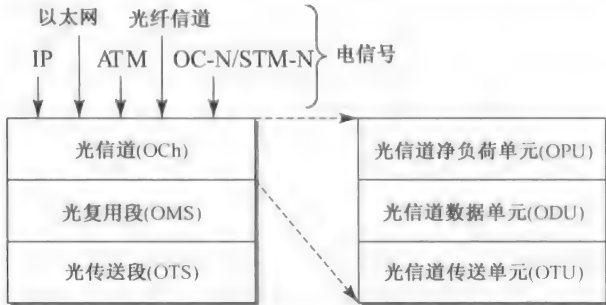 以太网 光纤信道
IP ATM OC-N/STM-N 电信号
光信道(OCh) 光信道净负荷单元(OPU)
光复用段(OMS) 光信道数据单元(ODU)
光传送段(OTS) 光信道传送单元(OTU)